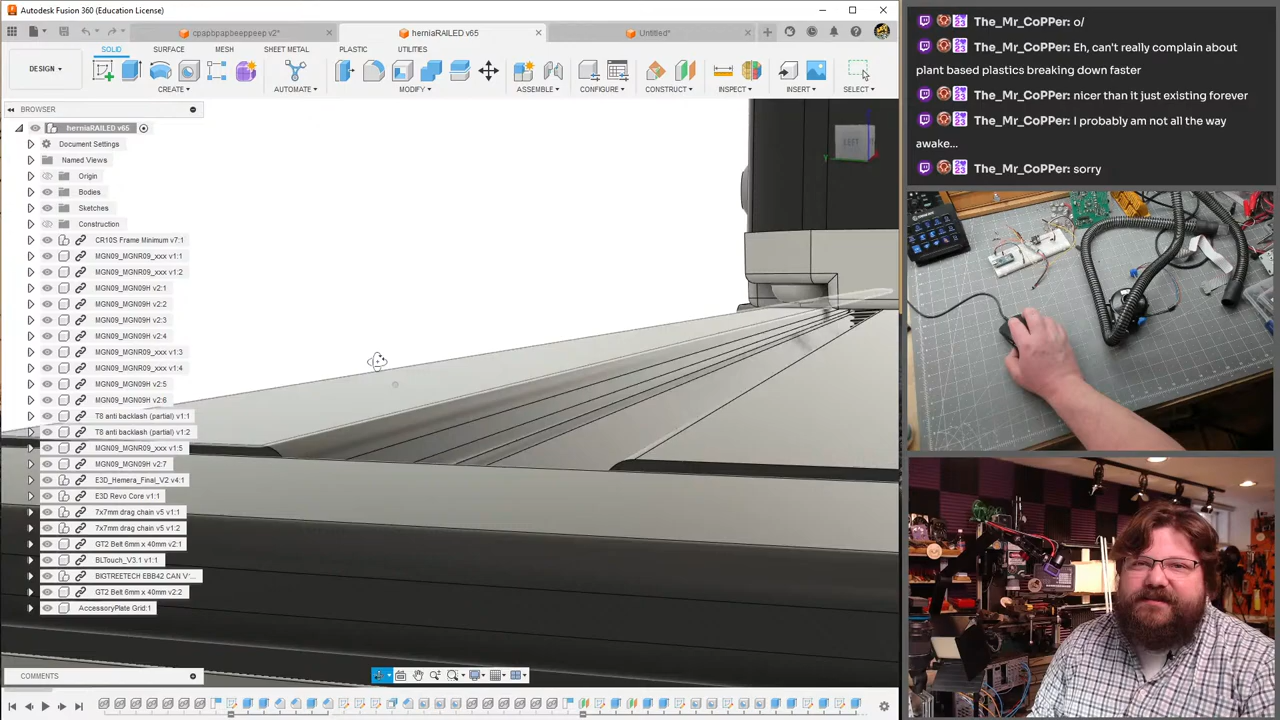 Autodesk Fusion 360 (Education License)
cpapbpapbeeppeep v2*
herniaRAILED v65
Untitled*
SOLID
SURFACE
MESH
SHEET METAL
PLASTIC
UTILITIES
DESIGN
CREATE
AUTOMATE
MODIFY
ASSEMBLE
CONFIGURE
CONSTRUCT
INSPECT
INSERT
SELECT
BROWSER
herniaRAILED v65
Document Settings
Named Views
Origin
Bodies
Sketches
Construction
CR10S Frame Minimum v7:1
MGN09_MGNR09_xxx v1:1
MGN09_MGNR09_xxx v1:2
MGN09_MGN09H v2:1
MGN09_MGN09H v2:2
MGN09_MGN09H v2:3
MGN09_MGN09H v2:4
MGN09_MGNR09_xxx v1:3
MGN09_MGNR09_xxx v1:4
MGN09_MGN09H v2:5
MGN09_MGN09H v2:6
T8 anti backlash (partial) v1:1
T8 anti backlash (partial) v1:2
MGN09_MGNR09_xxx v1:5
MGN09_MGN09H v2:7
E3D_Hemera_Final_V2 v4:1
E3D Revo Core v1:1
7x7mm drag chain v5 v1:1
7x7mm drag chain v5 v1:2
GT2 Belt 6mm x 40mm v2:1
BLTouch_V3.1 v1:1
BIGTREETECH EBB42 CAN V'...
GT2 Belt 6mm x 40mm v2:2
AccessoryPlate Grid:1
LEFT
COMMENTS
The_Mr_CoPPer: o/
The_Mr_CoPPer: Eh, can't really complain about
plant based plastics breaking down faster
The_Mr_CoPPer: nicer than it just existing forever
The_Mr_CoPPer: I probably am not all the way
awake...
The_Mr_CoPPer: sorry